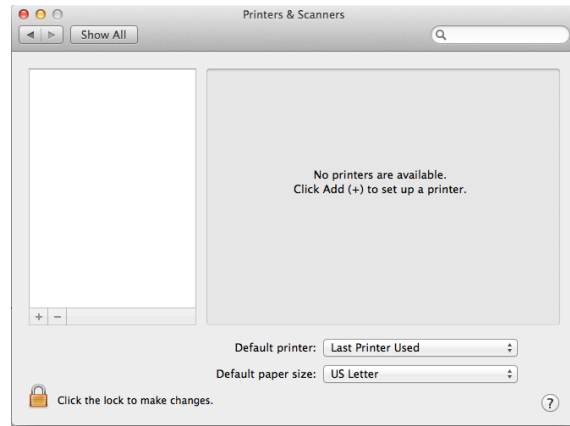 Printers & Scanners
Show All
No printers are available.
Click Add (+) to set up a printer.
+ −
Default printer: Last Printer Used
Default paper size: US Letter
Click the lock to make changes.
?